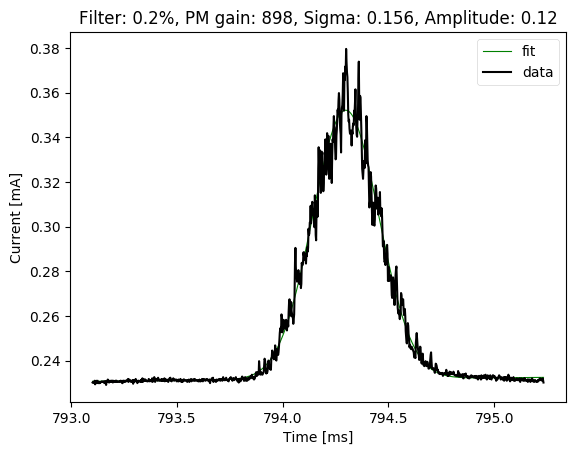 Filter: 0.2%, PM gain: 898, Sigma: 0.156, Amplitude: 0.12
fit
data
0.38
0.36
0.34
0.32
0.30
0.28
0.26
0.24
Current [mA]
793.0 793.5 794.0 794.5 795.0
Time [ms]